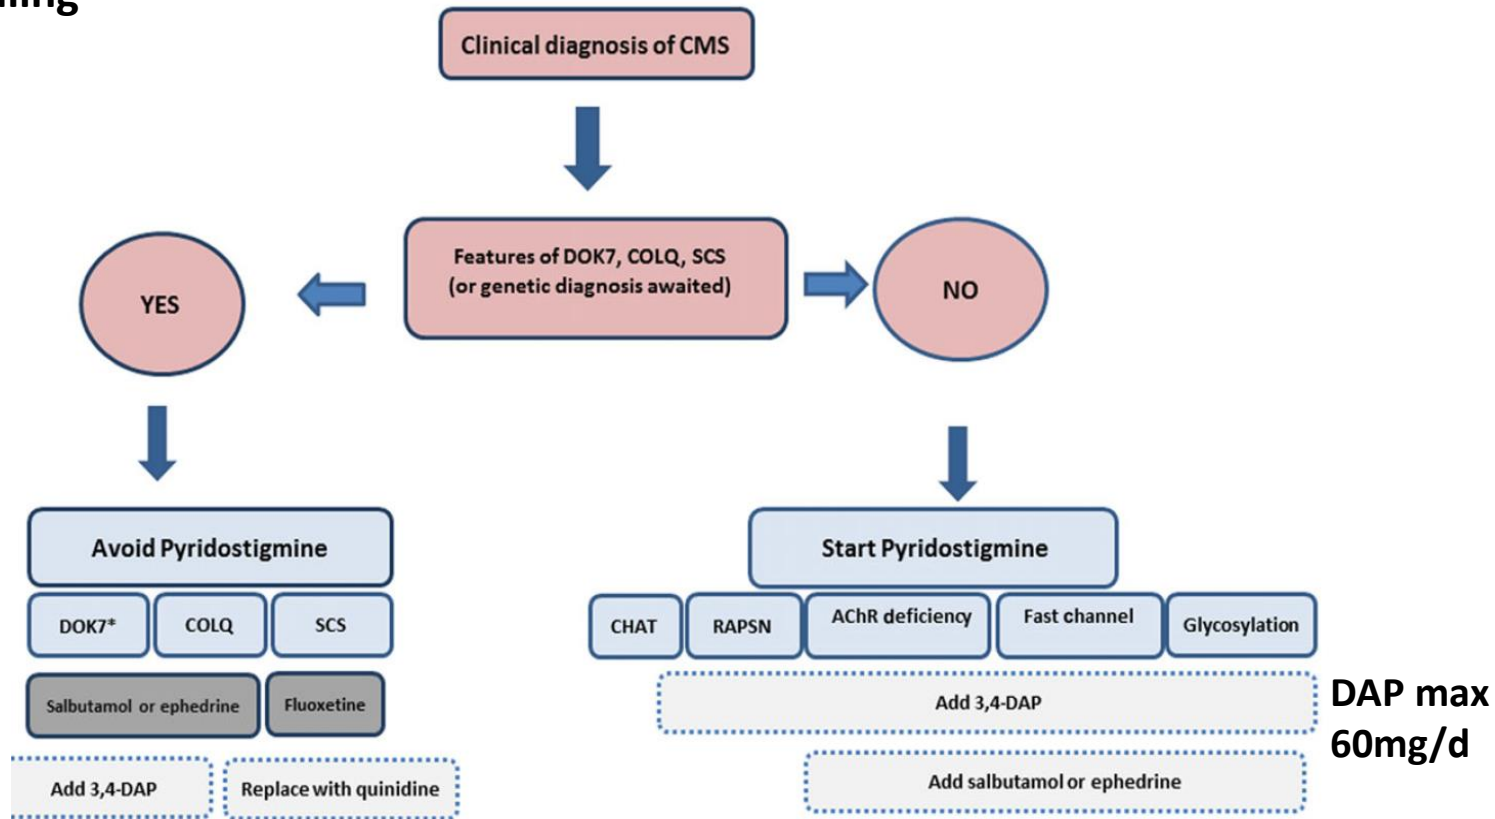 Clinical diagnosis of CMS
Features of DOK7, COLQ, SCS
(or genetic diagnosis awaited)
YES
NO
Avoid Pyridostigmine
Start Pyridostigmine
DOK7*
COLQ
SCS
CHAT
RAPSN
AChR deficiency
Fast channel
Glycosylation
Salbutamol or ephedrine
Fluoxetine
Add 3,4-DAP
DAP max
60mg/d
Add 3,4-DAP
Replace with quinidine
Add salbutamol or ephedrine